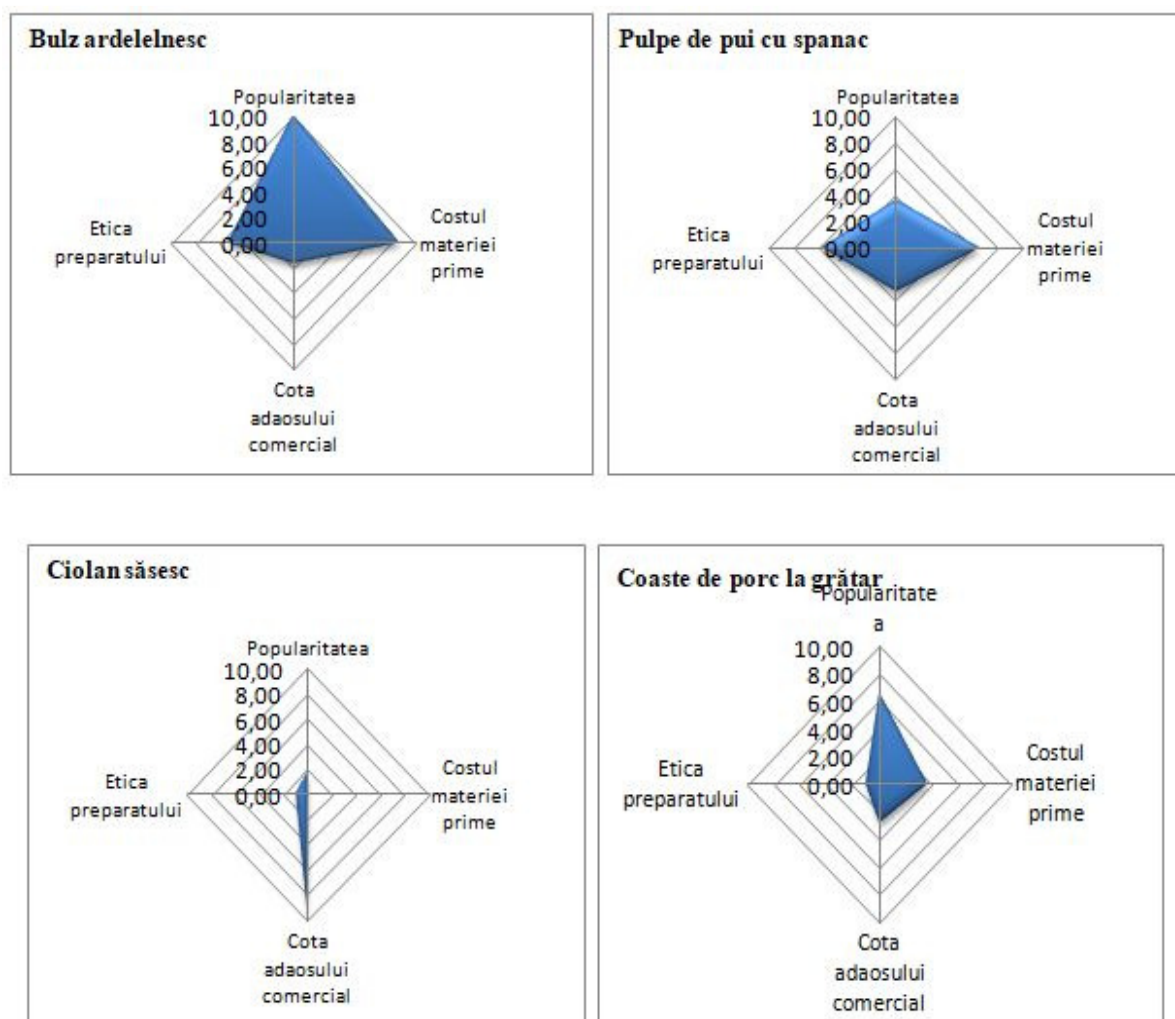 Bulz ardelelnesc
Popularitatea
10,00
8,00
6,00
4,00
2,00
0,00
Etica
preparatului
Costul
materiei
prime
Cota
adaosului
comercial
Pulpe de pui cu spanac
Popularitatea
10,00
8,00
6,00
4,00
2,00
0,00
Etica
preparatului
Costul
materiei
prime
Cota
adaosului
comercial
Ciolan săsesc
Popularitatea
10,00
8,00
6,00
4,00
2,00
0,00
Etica
preparatului
Costul
materiei
prime
Cota
adaosului
comercial
Coaste de porc la grătar
Popularitate
a
10,00
8,00
6,00
4,00
2,00
0,00
Etica
preparatului
Costul
materiei
prime
Cota
adaosului
comercial